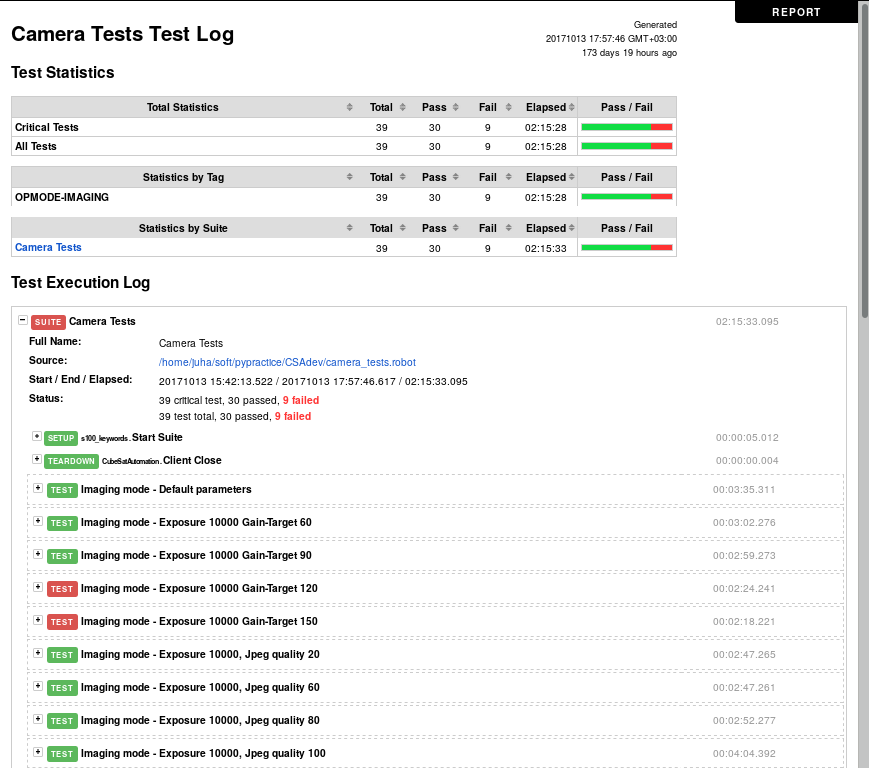 REPORT
Camera Tests Test Log
Generated
20171013 17:57:46 GMT+03:00
173 days 19 hours ago
Test Statistics
Total Statistics Total Pass Fail Elapsed Pass / Fail
Critical Tests 39 30 9 02:15:28
All Tests 39 30 9 02:15:28
Statistics by Tag Total Pass Fail Elapsed Pass / Fail
OPMODE-IMAGING 39 30 9 02:15:28
Statistics by Suite Total Pass Fail Elapsed Pass / Fail
Camera Tests 39 30 9 02:15:33
Test Execution Log
SUITE Camera Tests 02:15:33.095
Full Name: Camera Tests
Source: /home/juha/soft/pypractice/CSAdev/camera_tests.robot
Start / End / Elapsed: 20171013 15:42:13.522 / 20171013 17:57:46.617 / 02:15:33.095
Status: 39 critical test, 30 passed, 9 failed
39 test total, 30 passed, 9 failed
SETUP s100_keywords.Start Suite 00:00:05.012
TEARDOWN CubeSatAutomation.Client Close 00:00:00.004
TEST Imaging mode - Default parameters 00:03:35.311
TEST Imaging mode - Exposure 10000 Gain-Target 60 00:03:02.276
TEST Imaging mode - Exposure 10000 Gain-Target 90 00:02:59.273
TEST Imaging mode - Exposure 10000 Gain-Target 120 00:02:24.241
TEST Imaging mode - Exposure 10000 Gain-Target 150 00:02:18.221
TEST Imaging mode - Exposure 10000, Jpeg quality 20 00:02:47.265
TEST Imaging mode - Exposure 10000, Jpeg quality 60 00:02:47.261
TEST Imaging mode - Exposure 10000, Jpeg quality 80 00:02:52.277
TEST Imaging mode - Exposure 10000, Jpeg quality 100 00:04:04.392